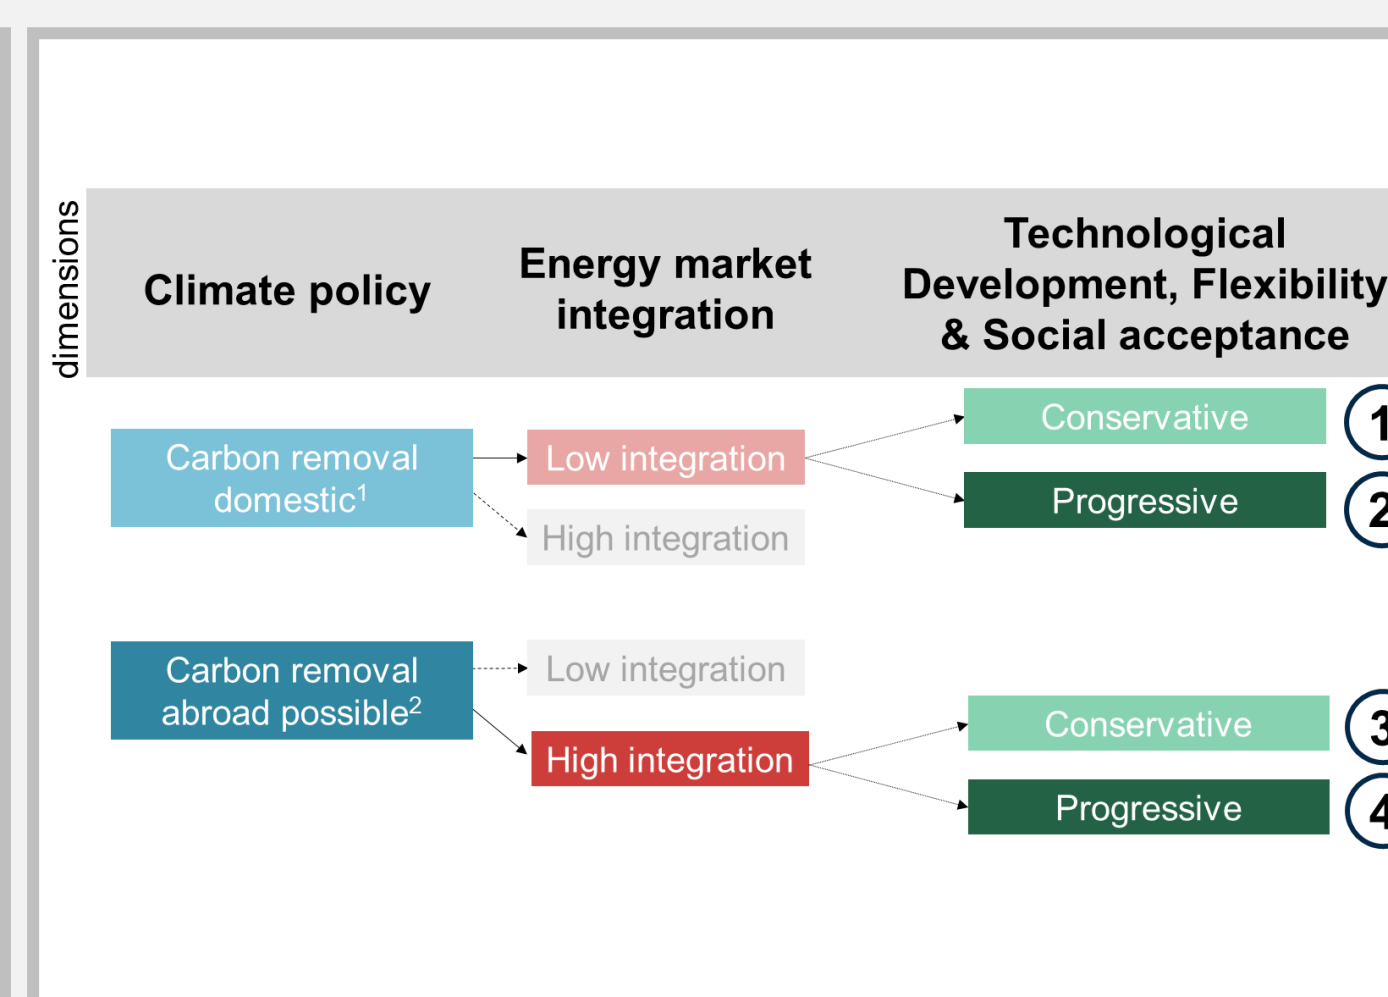 dimensions
Climate policy
Energy market
integration
Technological
Development, Flexibility
& Social acceptance
Carbon removal
domestic¹
Low integration
High integration
Conservative
1
Progressive
2
Carbon removal
abroad possible²
Low integration
High integration
Conservative
3
Progressive
4